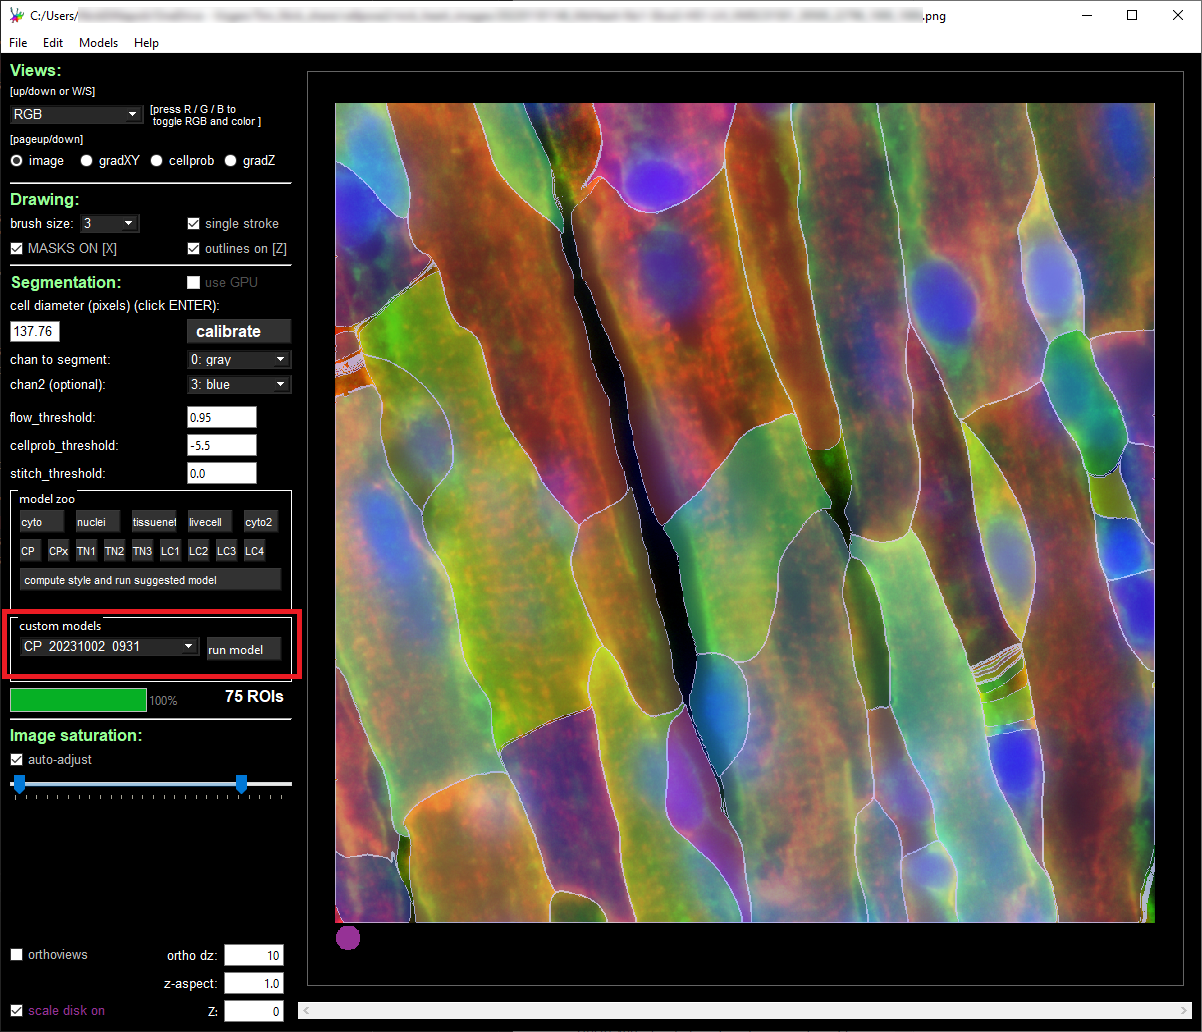 C:/Users/ .png
File Edit Models Help
Views:
[up/down or W/S]
RGB
[press R / G / B to
toggle RGB and color ]
[pageup/down]
image gradXY cellprob gradZ
Drawing:
brush size: 3 single stroke
MASKS ON [X] outlines on [Z]
Segmentation: use GPU
cell diameter (pixels) (click ENTER):
137.76 calibrate
chan to segment: 0: gray
chan2 (optional): 3: blue
flow_threshold: 0.95
cellprob_threshold: -5.5
stitch_threshold: 0.0
model zoo
cyto nuclei tissuenet livecell cyto2
CP CPx TN1 TN2 TN3 LC1 LC2 LC3 LC4
compute style and run suggested model
custom models
CP_20231002_0931 run model
100% 75 ROIs
Image saturation:
auto-adjust
orthoviews ortho dz: 10
z-aspect: 1.0
scale disk on Z: 0